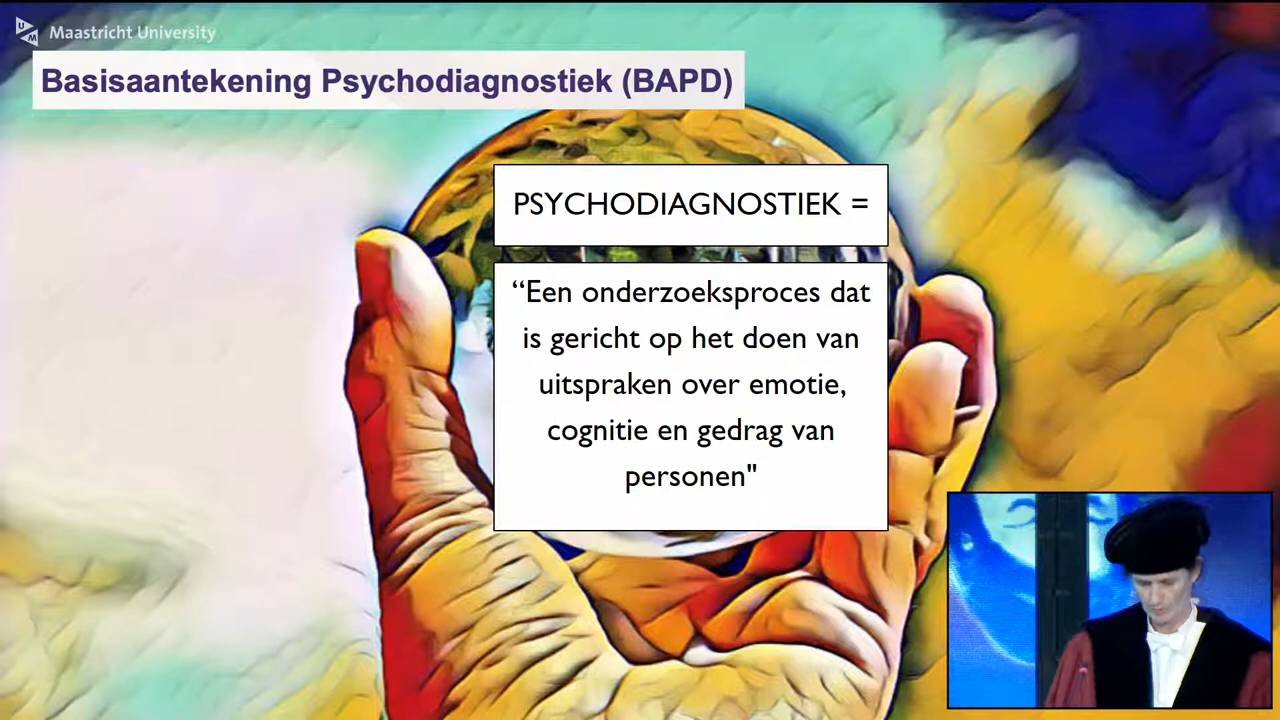 UM Maastricht University
Basisaantekening Psychodiagnostiek (BAPD)
PSYCHODIAGNOSTIEK =
“Een onderzoeksproces dat
is gericht op het doen van
uitspraken over emotie,
cognitie en gedrag van
personen"